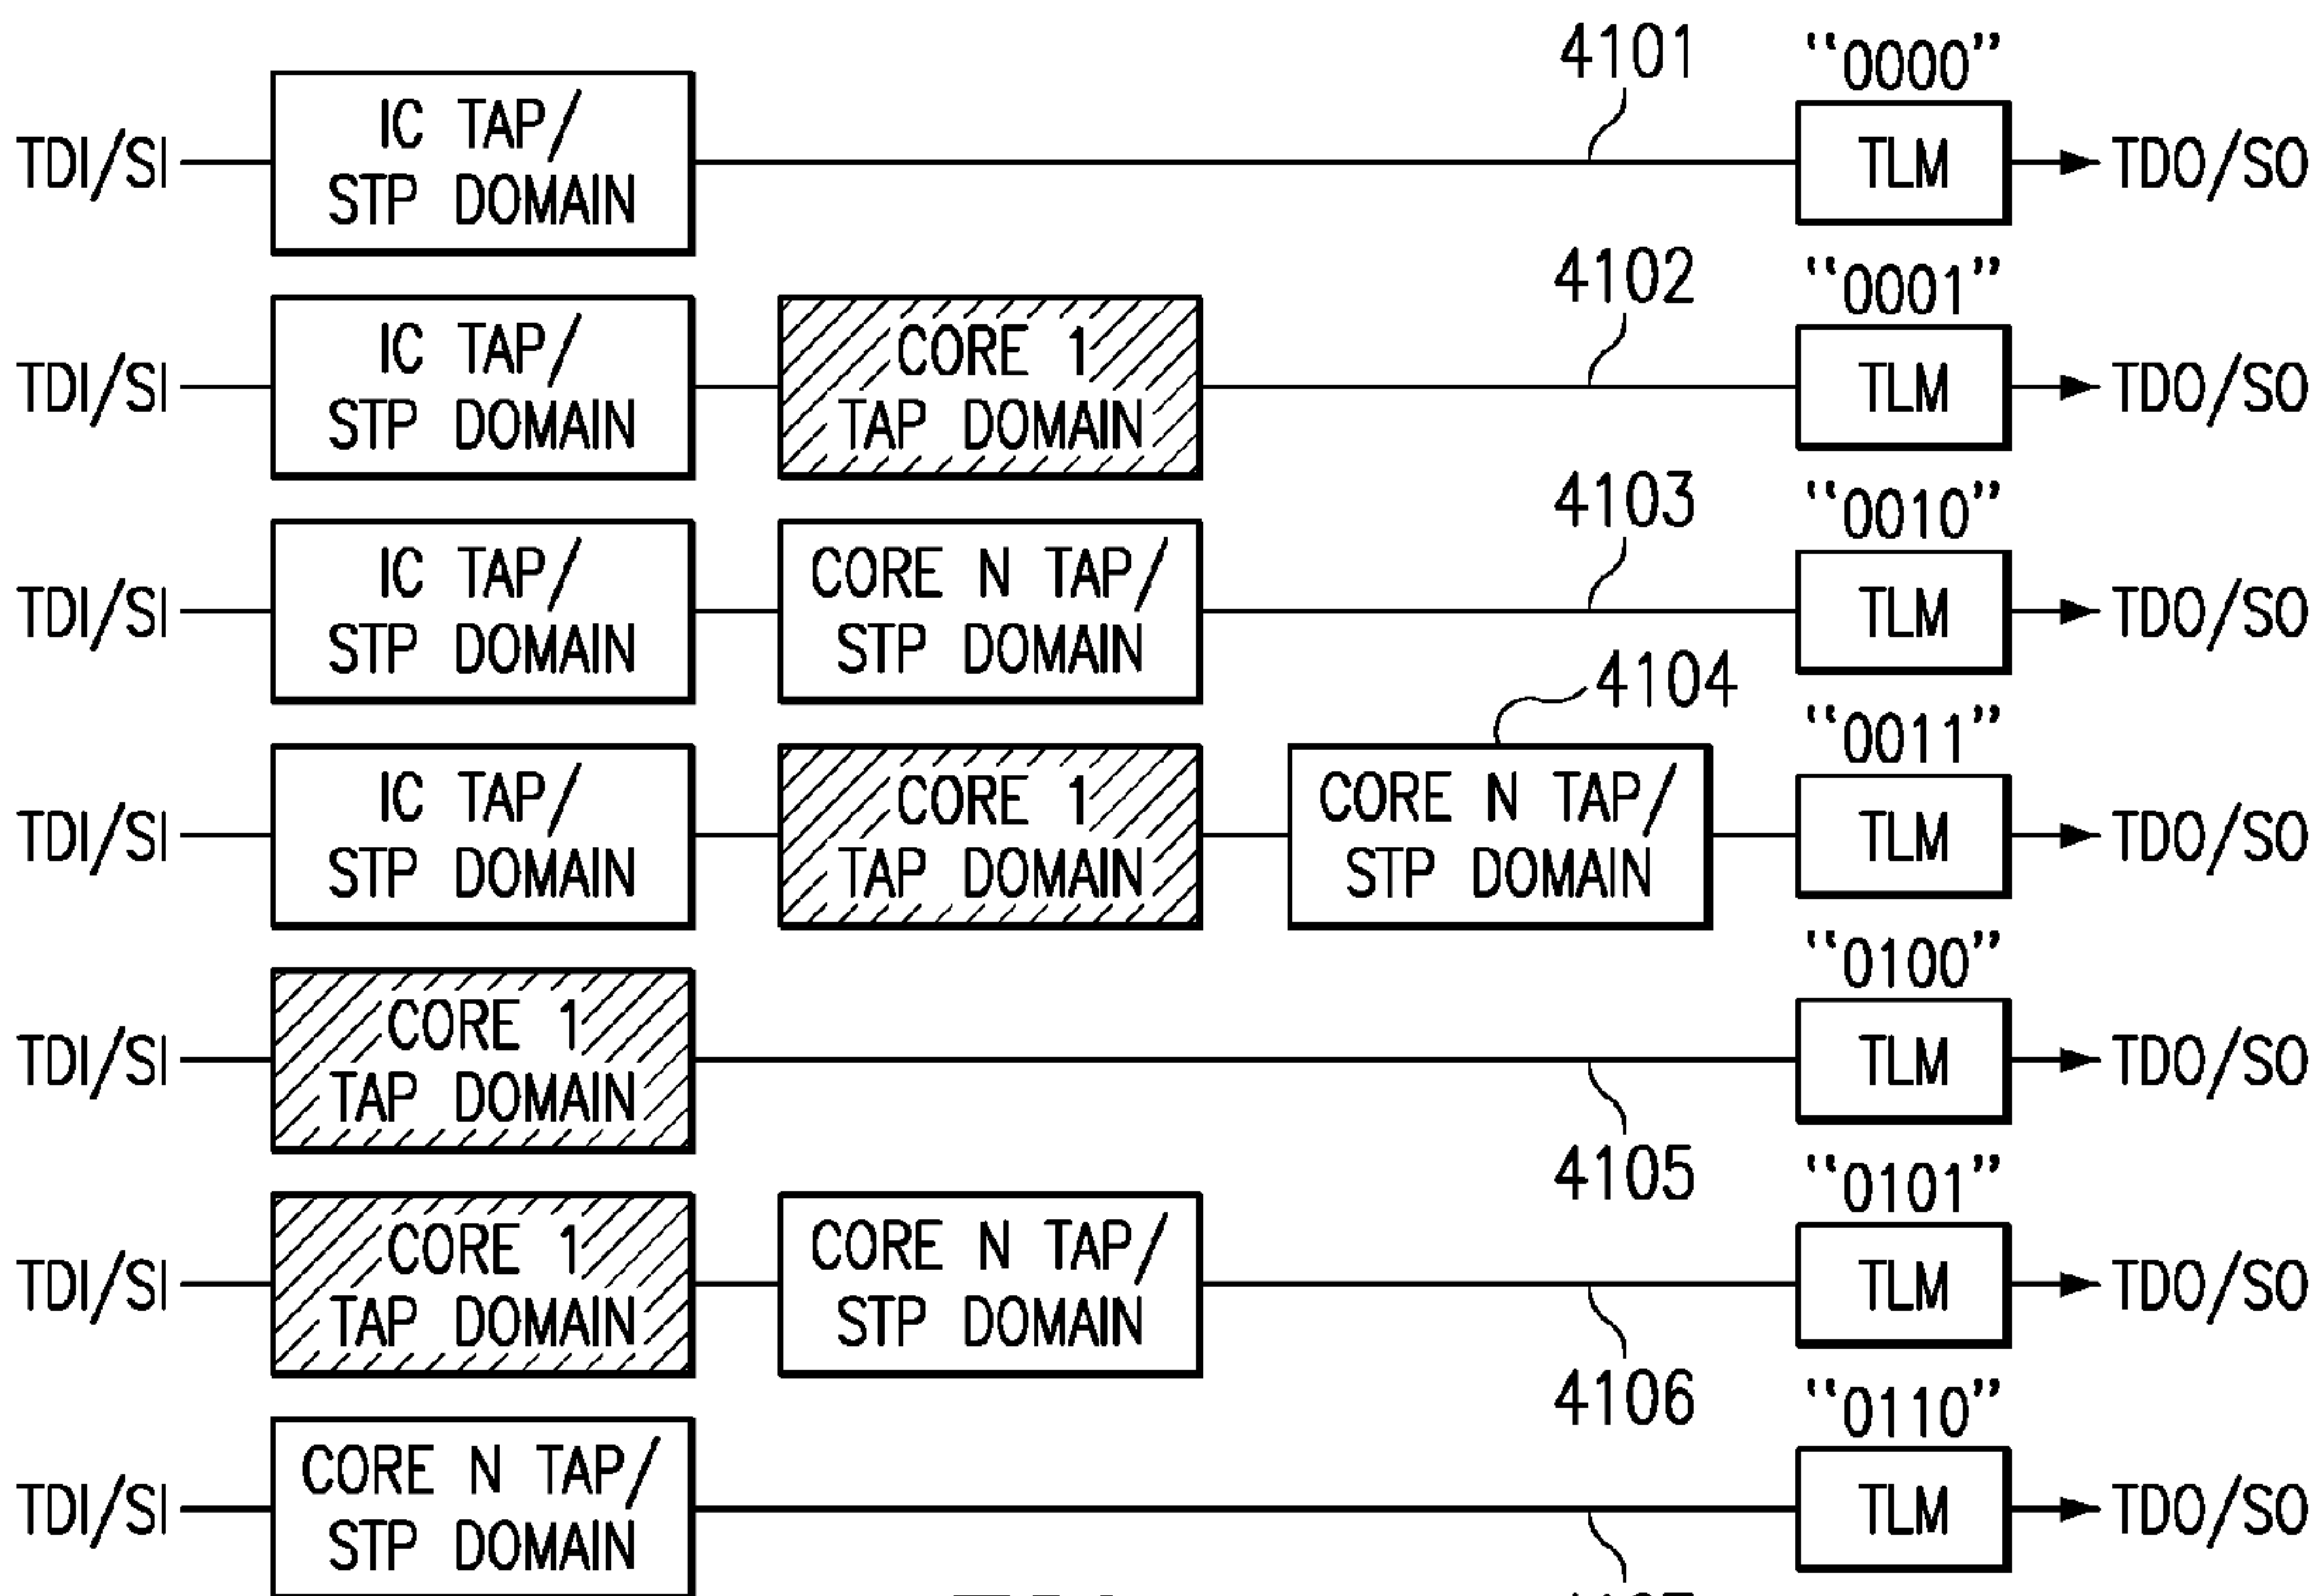 4101
"0000"
TDI/SI
IC TAP/
STP DOMAIN
TLM
TDO/SO
4102
"0001"
TDI/SI
IC TAP/
STP DOMAIN
CORE 1
TAP DOMAIN
TLM
TDO/SO
4103
"0010"
TDI/SI
IC TAP/
STP DOMAIN
CORE N TAP/
STP DOMAIN
TLM
TDO/SO
4104
"0011"
TDI/SI
IC TAP/
STP DOMAIN
CORE 1
TAP DOMAIN
CORE N TAP/
STP DOMAIN
TLM
TDO/SO
"0100"
TDI/SI
CORE 1
TAP DOMAIN
TLM
TDO/SO
4105
"0101"
TDI/SI
CORE 1
TAP DOMAIN
CORE N TAP/
STP DOMAIN
TLM
TDO/SO
4106
"0110"
TDI/SI
CORE N TAP/
STP DOMAIN
TLM
TDO/SO